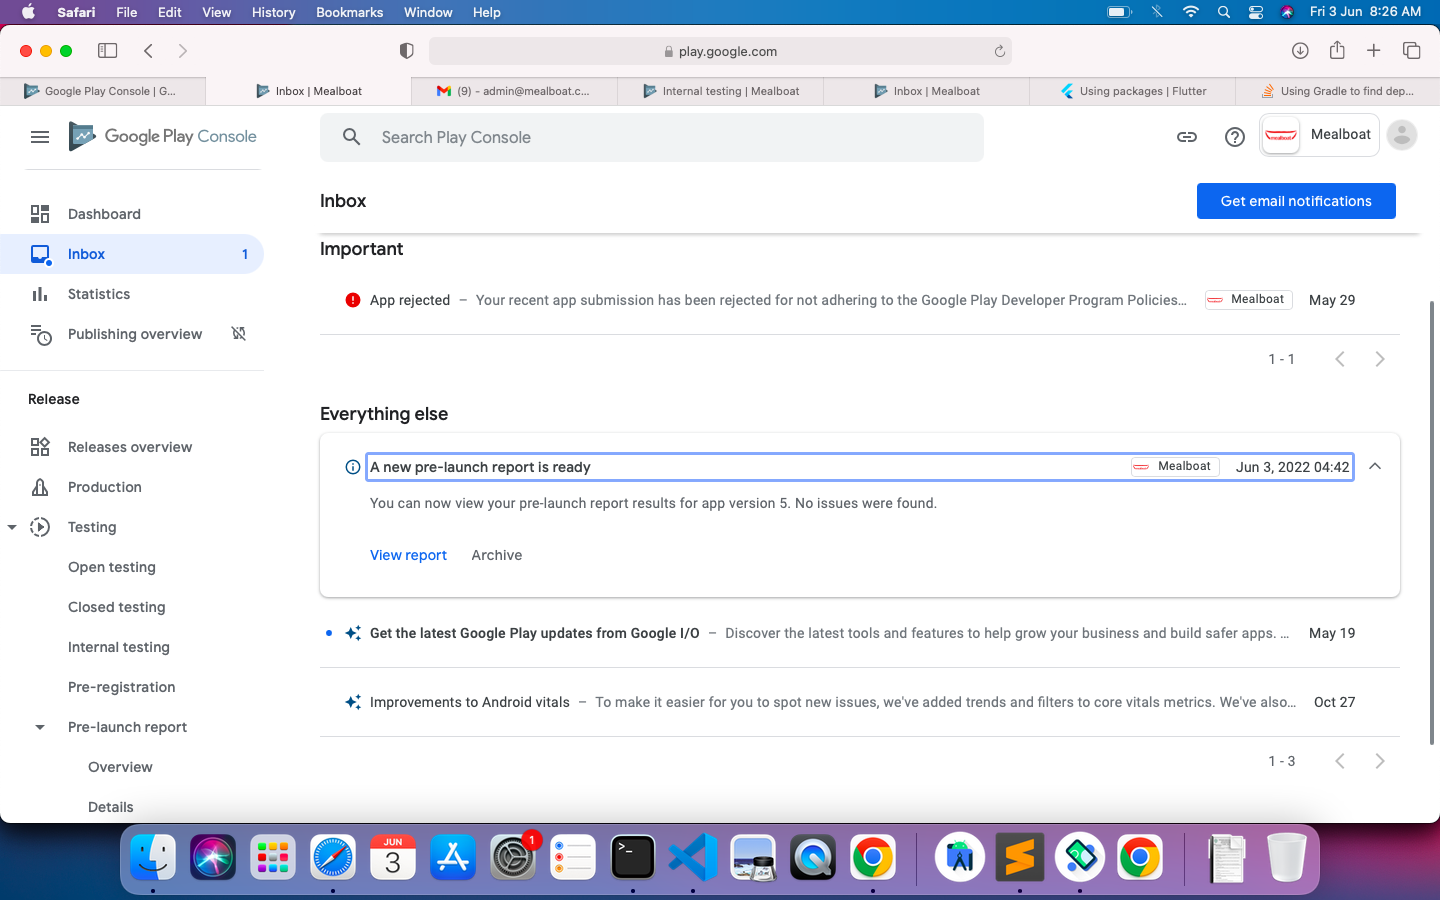 Safari File Edit View History Bookmarks Window Help Fri 3 Jun 8:26 AM
play.google.com
Google Play Console | G...
Inbox | Mealboat
(9) - admin@mealboat.c...
Internal testing | Mealboat
Inbox | Mealboat
Using packages | Flutter
Using Gradle to find dep...
Google Play Console
Search Play Console
mealboat
Mealboat
Dashboard
Inbox 1
Statistics
Publishing overview
Release
Releases overview
Production
Testing
Open testing
Closed testing
Internal testing
Pre-registration
Pre-launch report
Overview
Details
Inbox
Get email notifications
Important
App rejected – Your recent app submission has been rejected for not adhering to the Google Play Developer Program Policies... Mealboat May 29
1 - 1
Everything else
A new pre-launch report is ready Mealboat Jun 3, 2022 04:42
You can now view your pre-launch report results for app version 5. No issues were found.
View report Archive
Get the latest Google Play updates from Google I/O – Discover the latest tools and features to help grow your business and build safer apps. ... May 19
Improvements to Android vitals – To make it easier for you to spot new issues, we've added trends and filters to core vitals metrics. We've also... Oct 27
1 - 3
JUN
3
1
>_